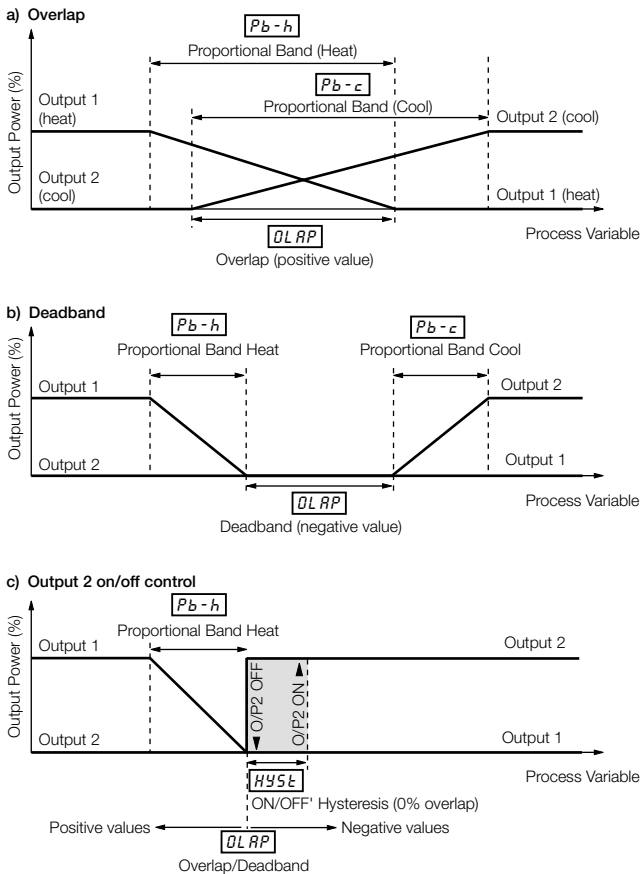 a) Overlap
Pb-h
Proportional Band (Heat)
Pb-c
Proportional Band (Cool)
Output Power (%)
Output 1
(heat)
Output 2 (cool)
Output 2
(cool)
Output 1 (heat)
OLAP
Overlap (positive value)
Process Variable
b) Deadband
Pb-h
Proportional Band Heat
Pb-c
Proportional Band Cool
Output Power (%)
Output 1
Output 2
Output 2
Output 1
OLAP
Deadband (negative value)
Process Variable
c) Output 2 on/off control
Pb-h
Proportional Band Heat
Output Power (%)
Output 1
Output 2
O/P2 OFF
O/P2 ON
Output 2
Output 1
HYSt
Process Variable
ON/OFF' Hysteresis (0% overlap)
Positive values
Negative values
OLAP
Overlap/Deadband